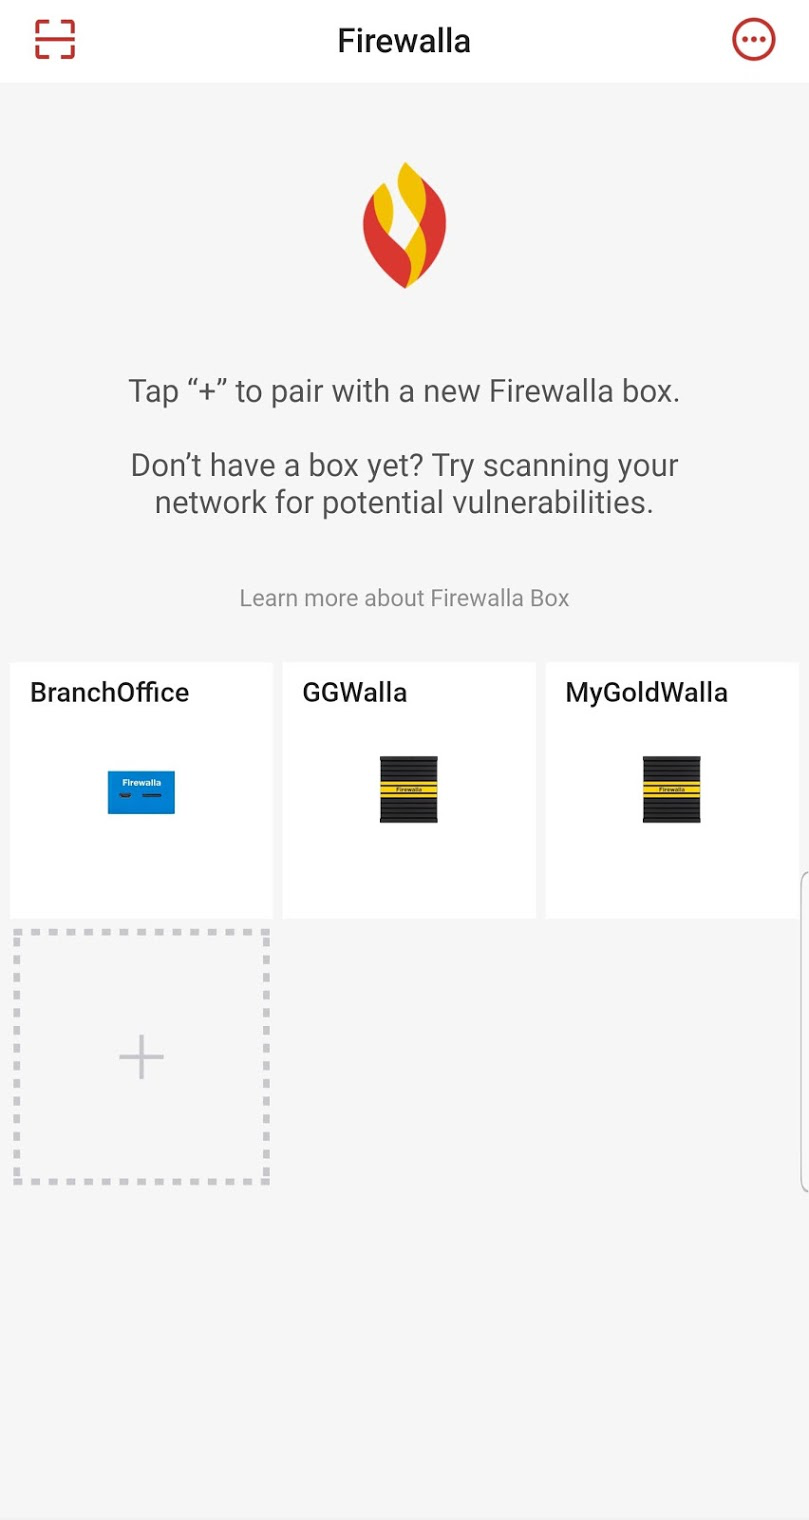 Firewalla
Tap “+” to pair with a new Firewalla box.
Don’t have a box yet? Try scanning your
network for potential vulnerabilities.
Learn more about Firewalla Box
BranchOffice
GGWalla
MyGoldWalla
Firewalla
Firewalla
Firewalla